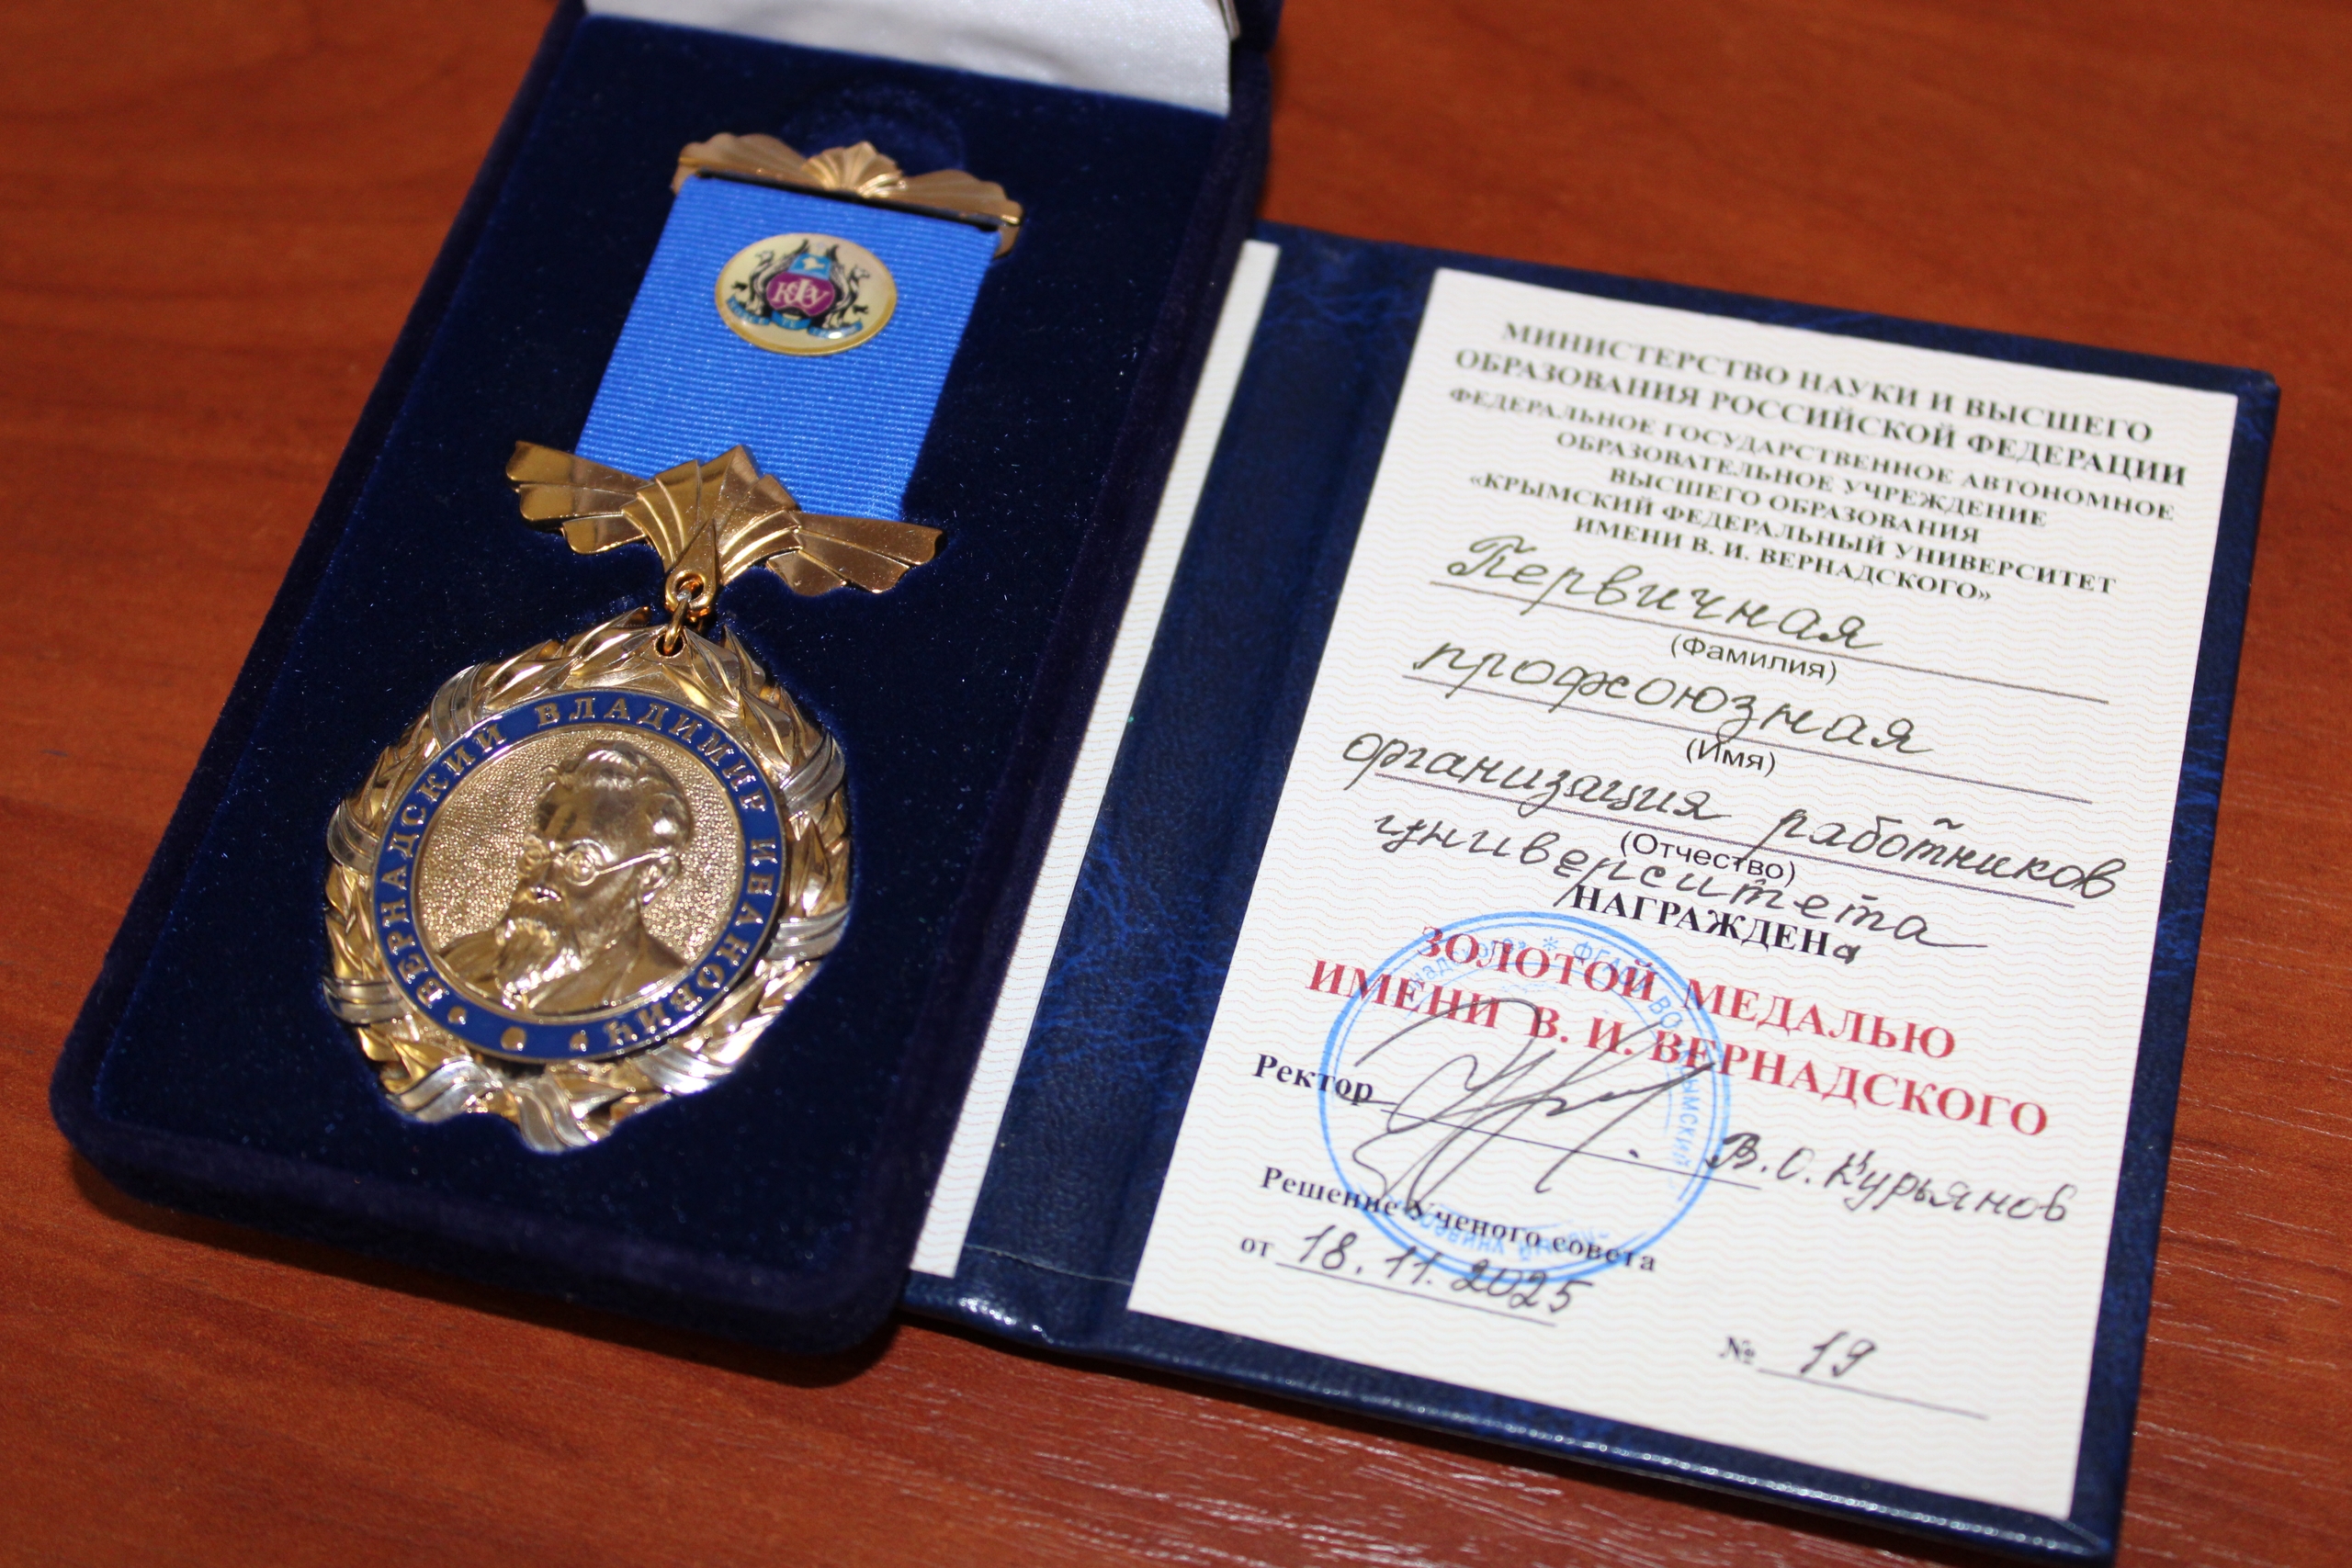 КФУ
ВЕРНАДСКИЙ ВЛАДИМИР ИВАНОВИЧ
МИНИСТЕРСТВО НАУКИ И ВЫСШЕГО
ОБРАЗОВАНИЯ РОССИЙСКОЙ ФЕДЕРАЦИИ
ФЕДЕРАЛЬНОЕ ГОСУДАРСТВЕННОЕ АВТОНОМНОЕ
ОБРАЗОВАТЕЛЬНОЕ УЧРЕЖДЕНИЕ
ВЫСШЕГО ОБРАЗОВАНИЯ
«КРЫМСКИЙ ФЕДЕРАЛЬНЫЙ УНИВЕРСИТЕТ
ИМЕНИ В. И. ВЕРНАДСКОГО»
Первичная
(Фамилия)
профсоюзная
(Имя)
организация работников
(Отчество)
университета
НАГРАЖДЕНа
ЗОЛОТОЙ МЕДАЛЬЮ
ИМЕНИ В. И. ВЕРНАДСКОГО
Ректор В.О. Курьянов
Решение Ученого совета
от 18.11.2025
№ 19